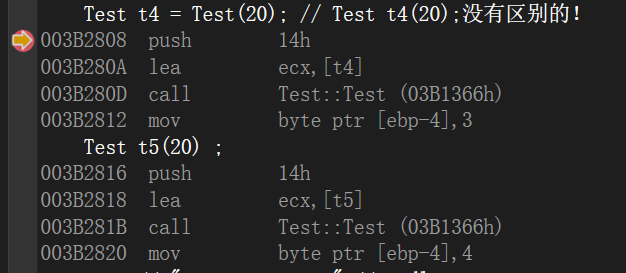 Test t4 = Test(20); // Test t4(20);没有区别的!
003B2808 push 14h
003B280A lea ecx,[t4]
003B280D call Test::Test (03B1366h)
003B2812 mov byte ptr [ebp-4],3
Test t5(20) ;
003B2816 push 14h
003B2818 lea ecx,[t5]
003B281B call Test::Test (03B1366h)
003B2820 mov byte ptr [ebp-4],4